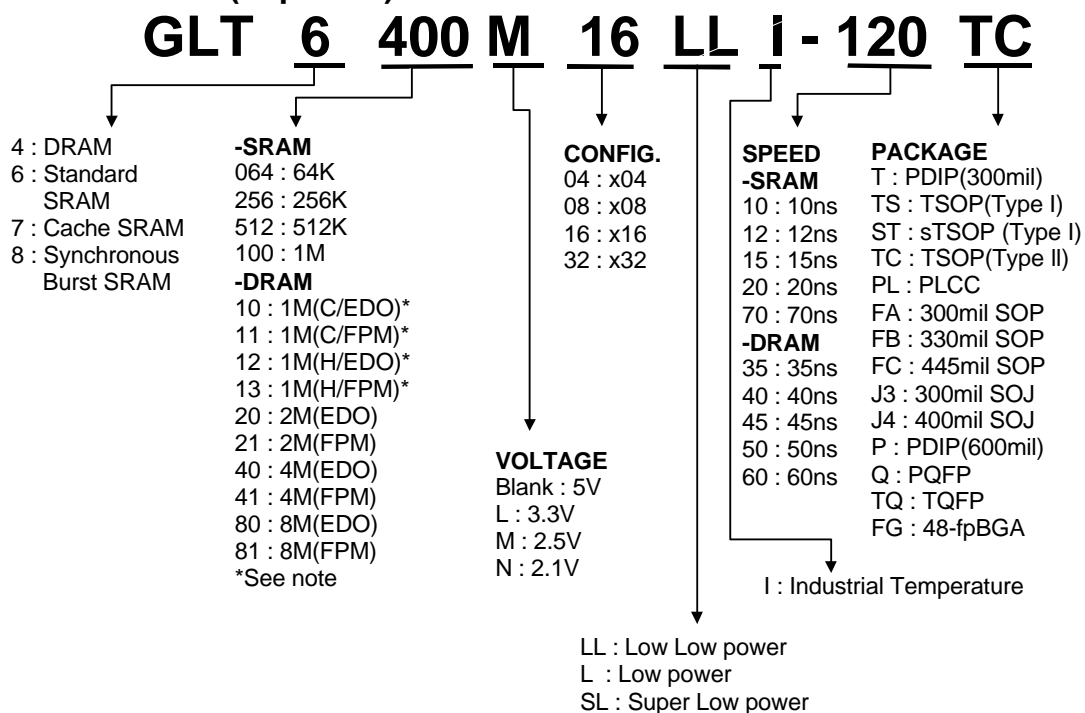 GLT 6 400 M 16 LL I - 120 TC
4 : DRAM
6 : Standard
SRAM
7 : Cache SRAM
8 : Synchronous
Burst SRAM
-SRAM
064 : 64K
256 : 256K
512 : 512K
100 : 1M
-DRAM
10 : 1M(C/EDO)*
11 : 1M(C/FPM)*
12 : 1M(H/EDO)*
13 : 1M(H/FPM)*
20 : 2M(EDO)
21 : 2M(FPM)
40 : 4M(EDO)
41 : 4M(FPM)
80 : 8M(EDO)
81 : 8M(FPM)
*See note
VOLTAGE
Blank : 5V
L : 3.3V
M : 2.5V
N : 2.1V
CONFIG.
04 : x04
08 : x08
16 : x16
32 : x32
SPEED
-SRAM
10 : 10ns
12 : 12ns
15 : 15ns
20 : 20ns
70 : 70ns
-DRAM
35 : 35ns
40 : 40ns
45 : 45ns
50 : 50ns
60 : 60ns
PACKAGE
T : PDIP(300mil)
TS : TSOP(Type I)
ST : sTSOP (Type I)
TC : TSOP(Type ll)
PL : PLCC
FA : 300mil SOP
FB : 330mil SOP
FC : 445mil SOP
J3 : 300mil SOJ
J4 : 400mil SOJ
P : PDIP(600mil)
Q : PQFP
TQ : TQFP
FG : 48-fpBGA
I : Industrial Temperature
LL : Low Low power
L : Low power
SL : Super Low power